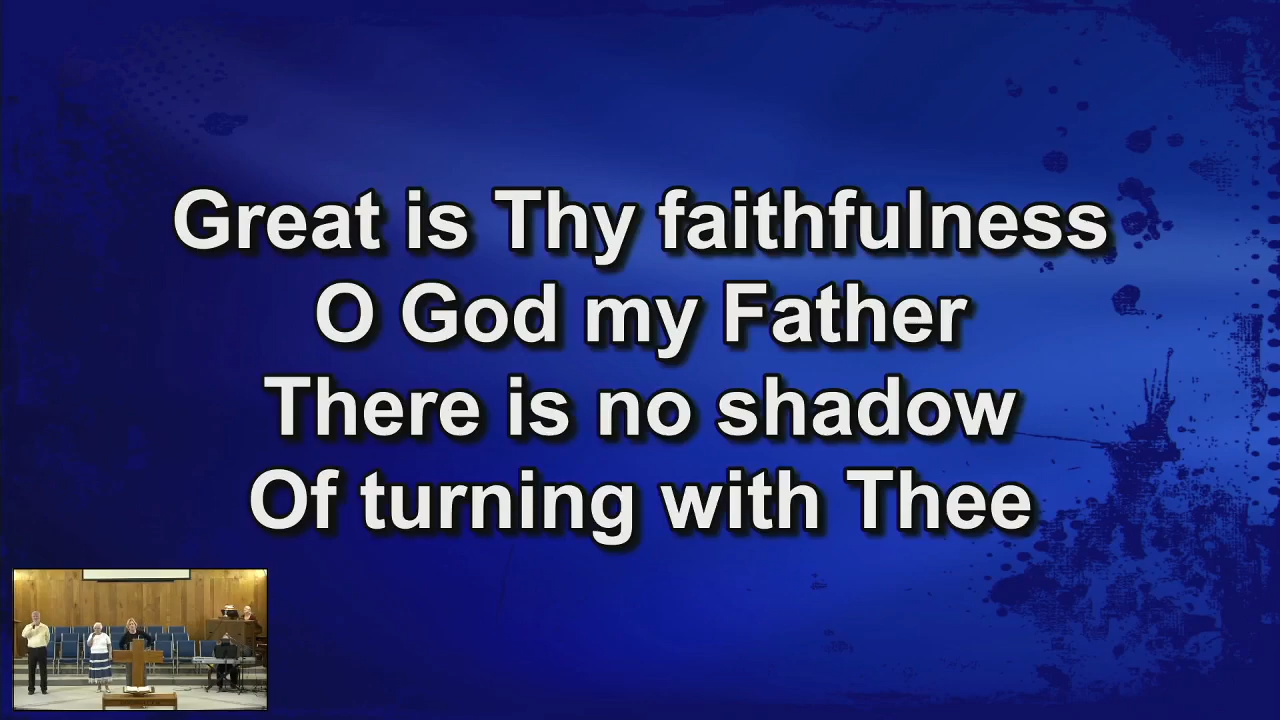 Great is Thy faithfulness
O God my Father
There is no shadow
Of turning with Thee